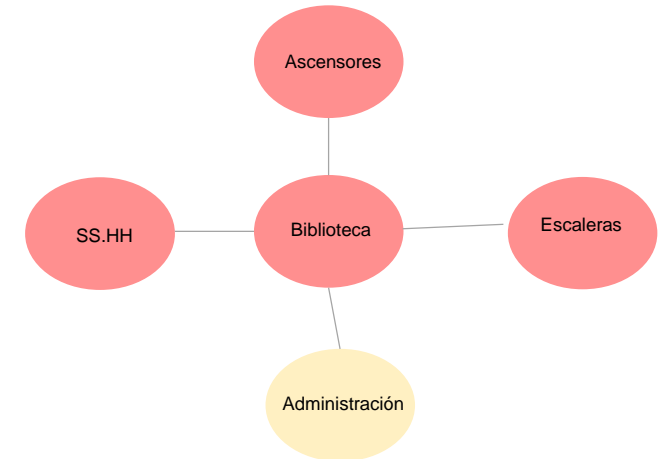 Ascensores
SS.HH
Biblioteca
Escaleras
Administración